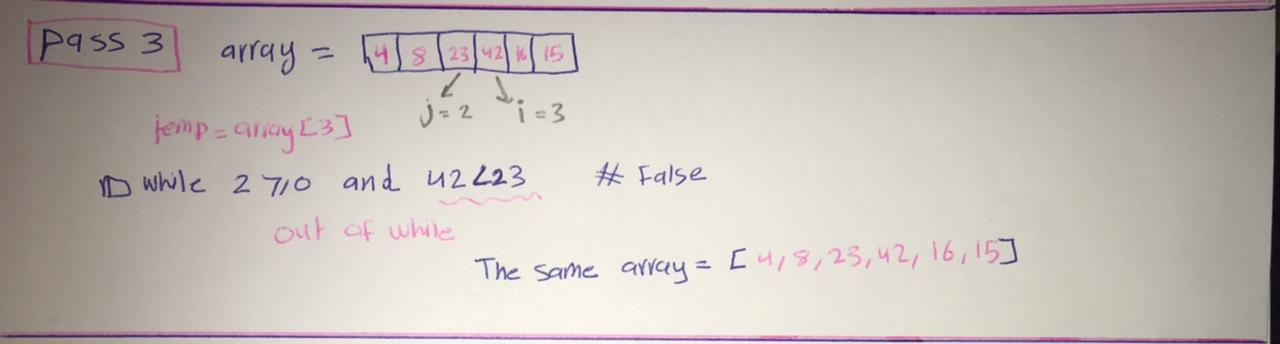 Pass 3 array = 4 8 23 42 16 15
j=2 i=3
temp = array[3]
1 while 2 >= 0 and 42<23 # False
out of while
The same array = [4,8,23,42,16,15]